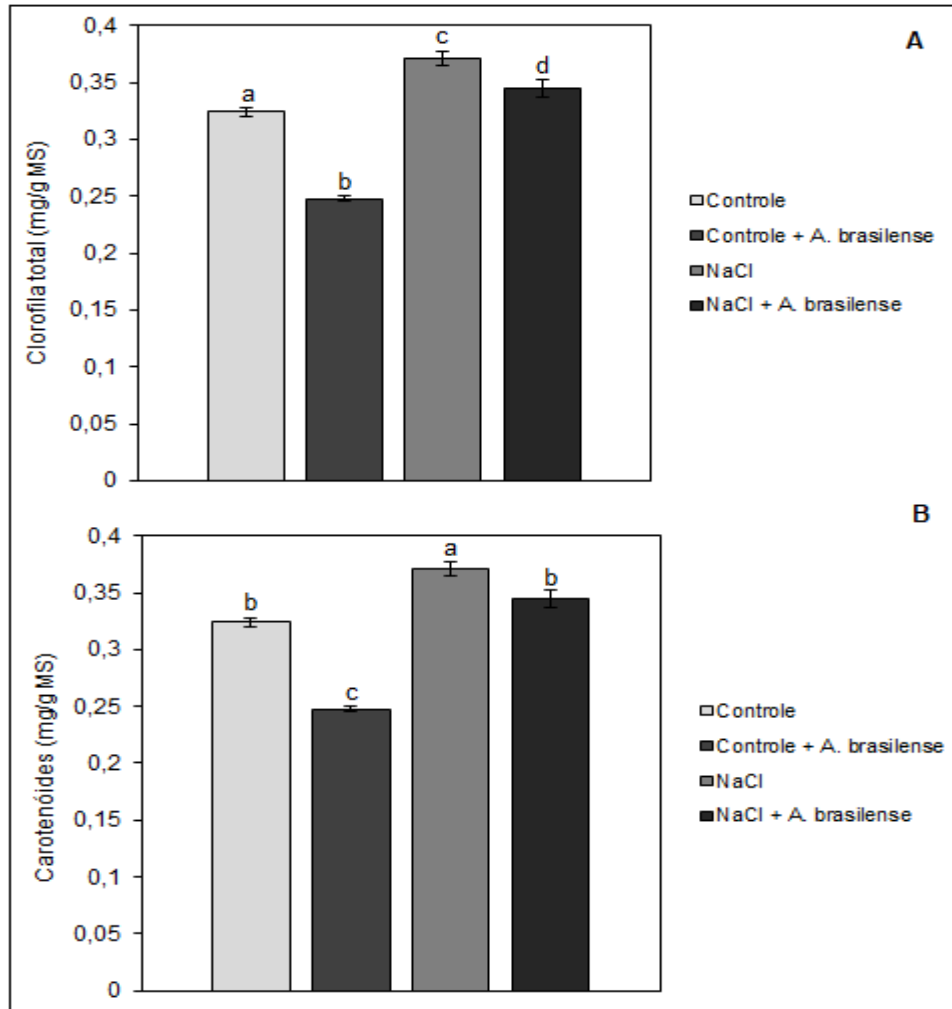 A
Clorofila total (mg/g MS)
0,4
0,35
0,3
0,25
0,2
0,15
0,1
0,05
0
a
b
c
d
Controle
Controle + A. brasilense
NaCl
NaCl + A. brasilense
B
Carotenóides (mg/g MS)
0,4
0,35
0,3
0,25
0,2
0,15
0,1
0,05
0
b
c
a
b
Controle
Controle + A. brasilense
NaCl
NaCl + A. brasilense